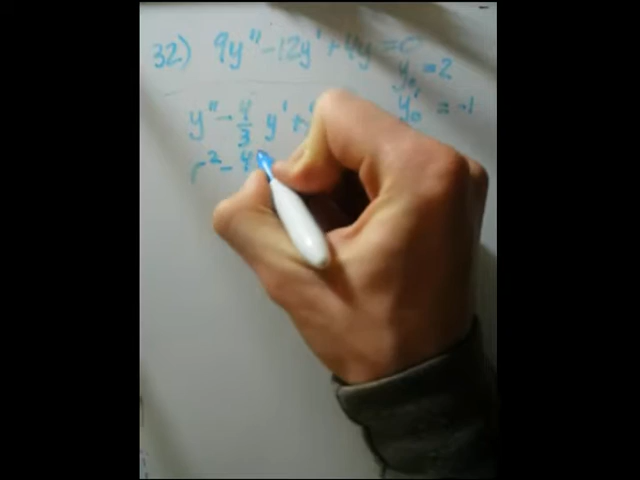 32) 9y" - 12y' + 4y = 0
y₀ = 2
y₀' = -1
y" - 4/3 y' +
r² - 4